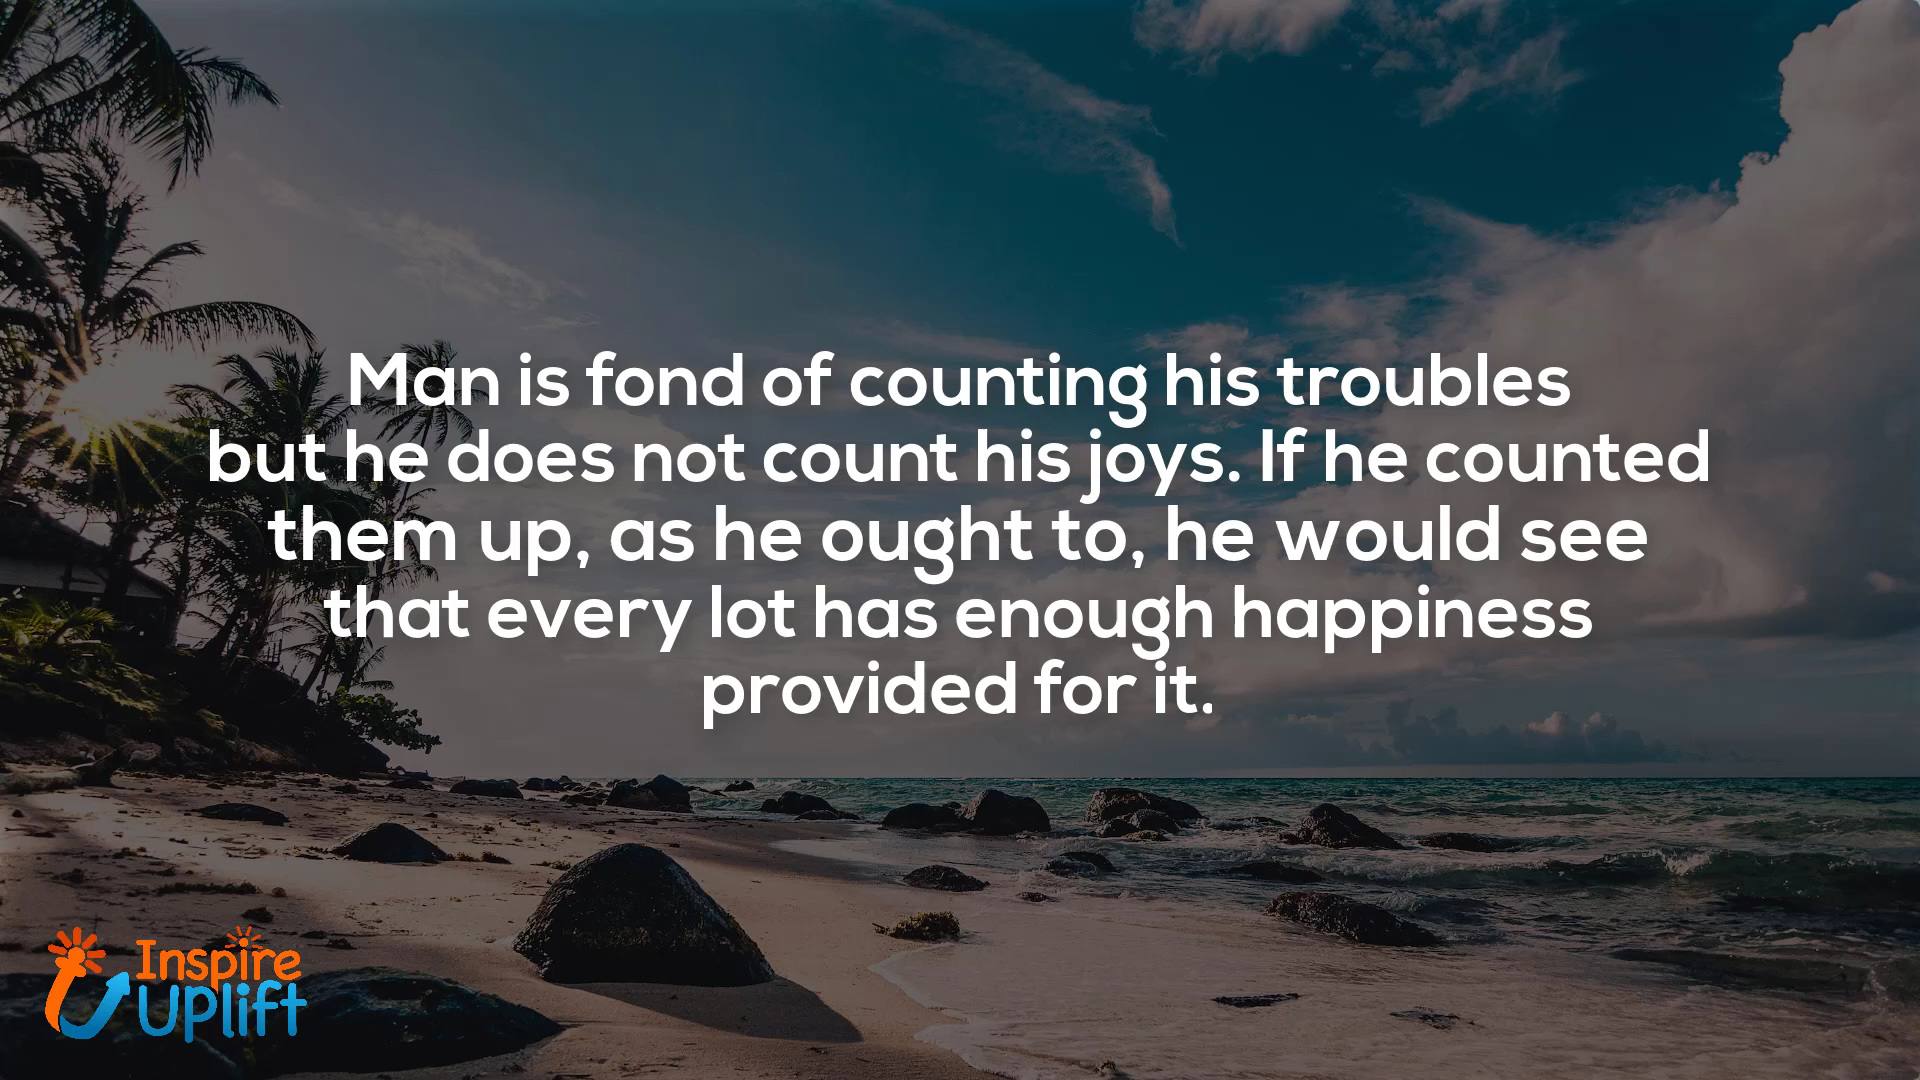 Man is fond of counting his troubles
but he does not count his joys. If he counted
them up, as he ought to, he would see
that every lot has enough happiness
provided for it.
Inspire
Uplift